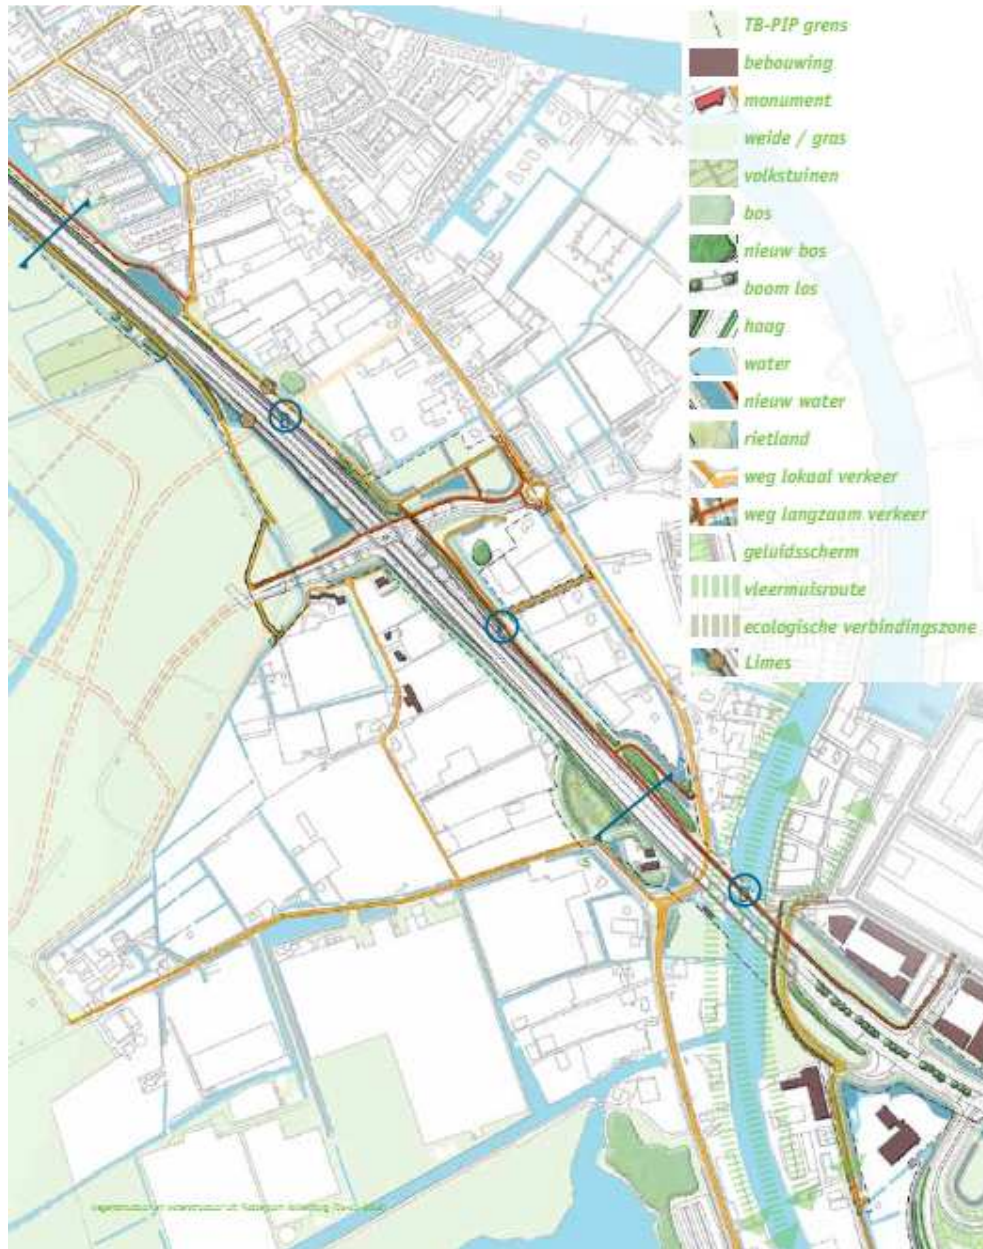 TB-PIP grens
bebouwing
monument
weide / gras
volkstuinen
bos
nieuw bos
boom los
haag
water
nieuw water
rietland
weg lokaal verkeer
weg langzaam verkeer
geluidsscherm
vleermuisroute
ecologische verbindingszone
Limes